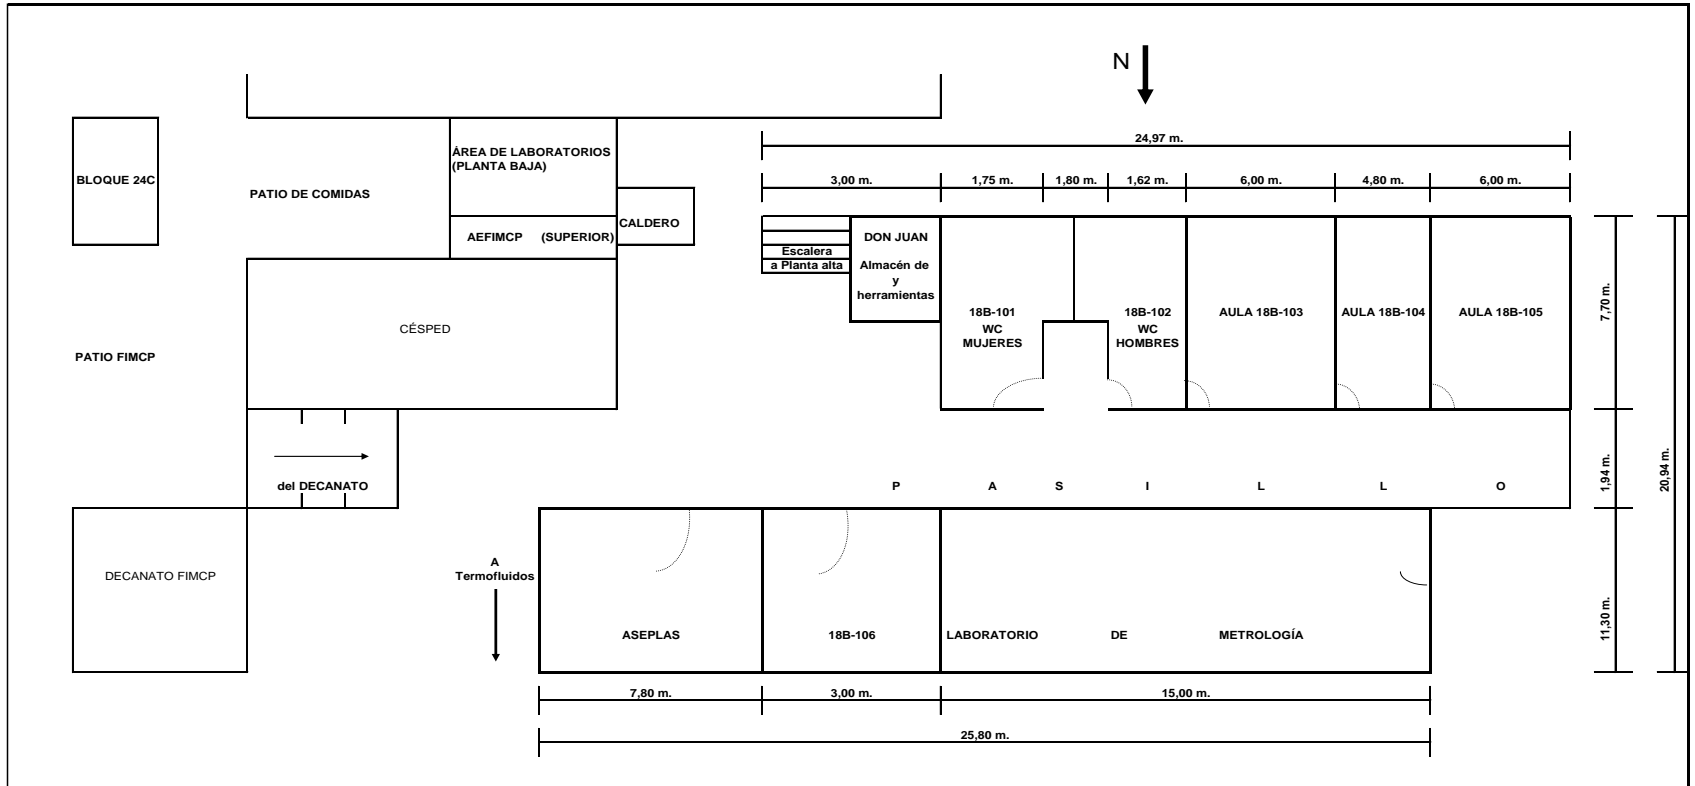 N
24,97 m.
3,00 m.
1,75 m.
1,80 m.
1,62 m.
6,00 m.
4,80 m.
6,00 m.
BLOQUE 24C
PATIO DE COMIDAS
ÁREA DE LABORATORIOS
(PLANTA BAJA)
AEFIMCP (SUPERIOR)
CALDERO
Escalera
a Planta alta
DON JUAN
Almacén de
y
herramientas
18B-101
WC
MUJERES
18B-102
WC
HOMBRES
AULA 18B-103
AULA 18B-104
AULA 18B-105
7,70 m.
CÉSPED
PATIO FIMCP
del DECANATO
P A S I L L O
1,94 m.
20,94 m.
DECANATO FIMCP
A
Termofluidos
ASEPLAS
18B-106
LABORATORIO DE METROLOGÍA
11,30 m.
7,80 m.
3,00 m.
15,00 m.
25,80 m.